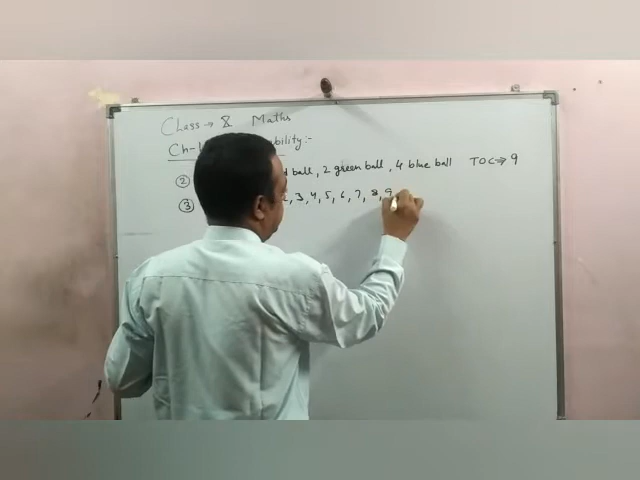 Class → 8 Maths
Ch-1 bility:-
② d ball, 2 green ball, 4 blue ball TOC → 9
③ 2, 3, 4, 5, 6, 7, 8, 9